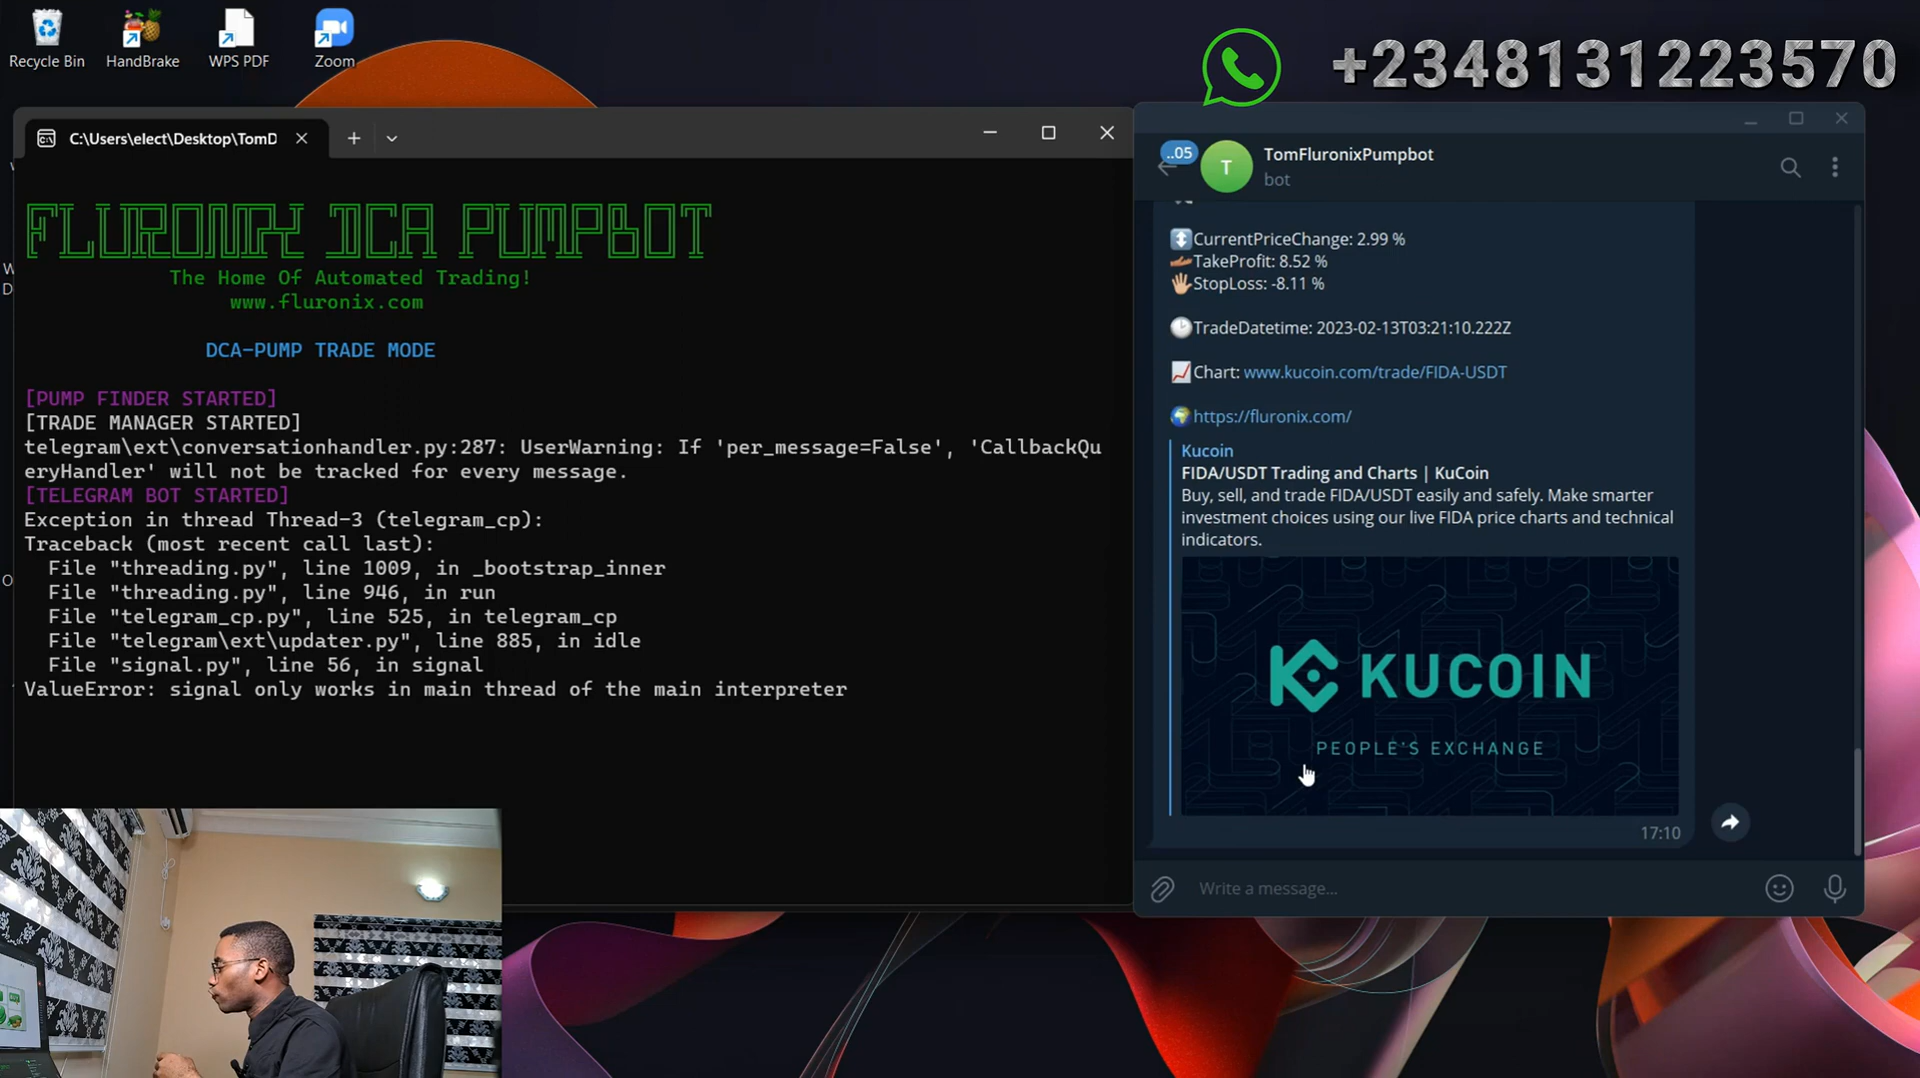 Recycle Bin
HandBrake
WPS PDF
Zoom
+2348131223570
C:\Users\elect\Desktop\TomD
FLURONIX DCA PUMPBOT
The Home Of Automated Trading!
www.fluronix.com
DCA-PUMP TRADE MODE
[PUMP FINDER STARTED]
[TRADE MANAGER STARTED]
telegram\ext\conversationhandler.py:287: UserWarning: If 'per_message=False', 'CallbackQu
eryHandler' will not be tracked for every message.
[TELEGRAM BOT STARTED]
Exception in thread Thread-3 (telegram_cp):
Traceback (most recent call last):
File "threading.py", line 1009, in _bootstrap_inner
File "threading.py", line 946, in run
File "telegram_cp.py", line 525, in telegram_cp
File "telegram\ext\updater.py", line 885, in idle
File "signal.py", line 56, in signal
ValueError: signal only works in main thread of the main interpreter
..05
T
TomFluronixPumpbot
bot
CurrentPriceChange: 2.99 %
TakeProfit: 8.52 %
StopLoss: -8.11 %
TradeDatetime: 2023-02-13T03:21:10.222Z
Chart: www.kucoin.com/trade/FIDA-USDT
https://fluronix.com/
Kucoin
FIDA/USDT Trading and Charts | KuCoin
Buy, sell, and trade FIDA/USDT easily and safely. Make smarter
investment choices using our live FIDA price charts and technical
indicators.
KUCOIN
PEOPLE'S EXCHANGE
17:10
Write a message...